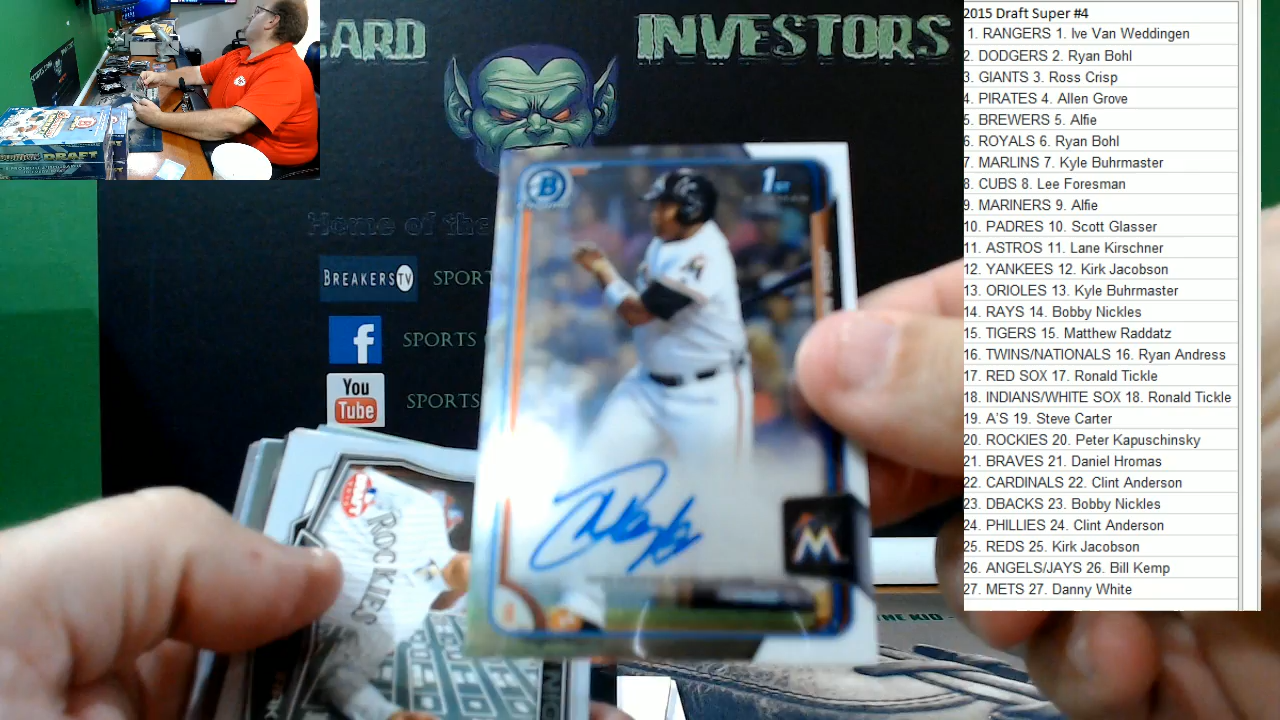 CARD INVESTORS
Home of the
BREAKERSTV SPORT
f SPORTS
You Tube SPORTS
DRAFT
B 1ST
ROCKIES
M
THE KID
2015 Draft Super #4
1. RANGERS 1. Ive Van Weddingen
2. DODGERS 2. Ryan Bohl
3. GIANTS 3. Ross Crisp
4. PIRATES 4. Allen Grove
5. BREWERS 5. Alfie
6. ROYALS 6. Ryan Bohl
7. MARLINS 7. Kyle Buhrmaster
8. CUBS 8. Lee Foresman
9. MARINERS 9. Alfie
10. PADRES 10. Scott Glasser
11. ASTROS 11. Lane Kirschner
12. YANKEES 12. Kirk Jacobson
13. ORIOLES 13. Kyle Buhrmaster
14. RAYS 14. Bobby Nickles
15. TIGERS 15. Matthew Raddatz
16. TWINS/NATIONALS 16. Ryan Andress
17. RED SOX 17. Ronald Tickle
18. INDIANS/WHITE SOX 18. Ronald Tickle
19. A'S 19. Steve Carter
20. ROCKIES 20. Peter Kapuschinsky
21. BRAVES 21. Daniel Hromas
22. CARDINALS 22. Clint Anderson
23. DBACKS 23. Bobby Nickles
24. PHILLIES 24. Clint Anderson
25. REDS 25. Kirk Jacobson
26. ANGELS/JAYS 26. Bill Kemp
27. METS 27. Danny White